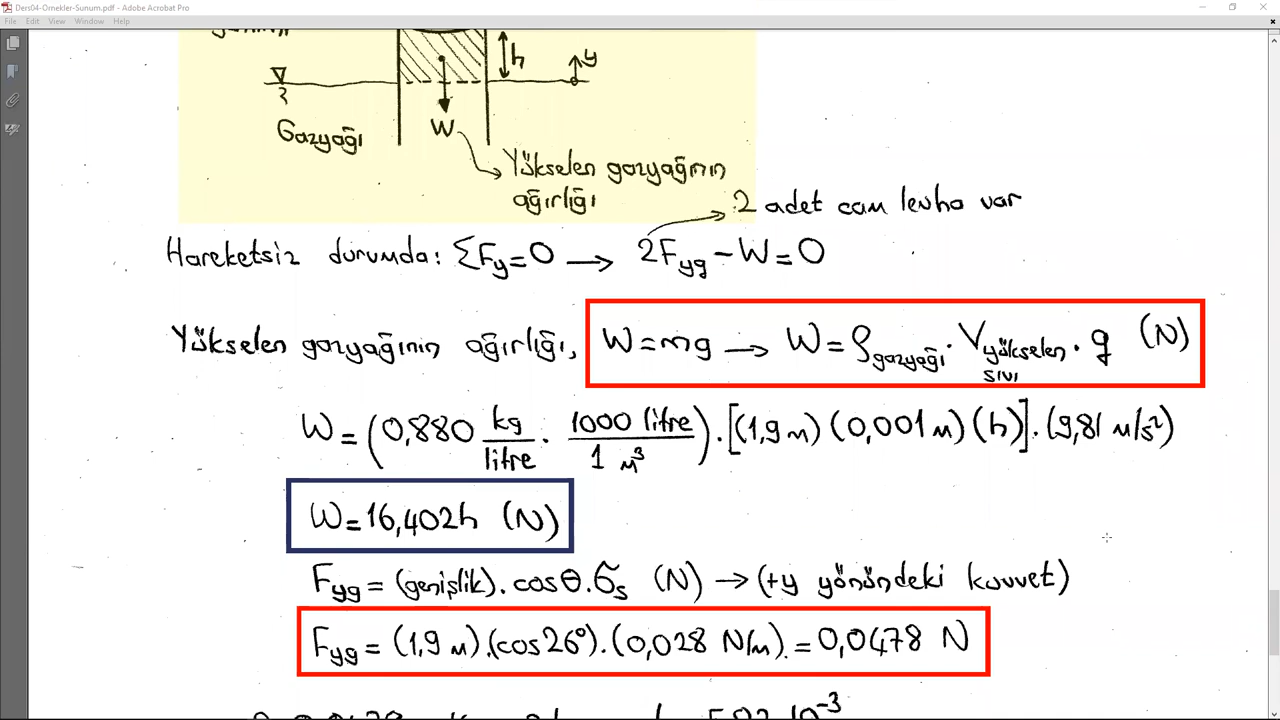 Ders04-Ornekler-Sunum.pdf - Adobe Acrobat Pro
File Edit View Window Help
h
y
Gazyağı
W
Yükselen gazyağının
ağırlığı
2 adet cam levha var
Hareketsiz durumda: ΣFy=0 → 2Fyg-W=0
Yükselen gazyağının ağırlığı, W=mg → W=ρgazyağı.Vyükselen sıvı.g (N)
W=(0,880 kg/litre . 1000 litre/1 m³).[(1,9 m)(0,001 m)(h)].(9,81 m/s²)
W=16,402h (N)
Fyg=(genişlik).cosθ.σs (N) → (+y yönündeki kuvvet)
Fyg=(1,9 m).(cos26°).(0,028 N/m)=0,0478 N